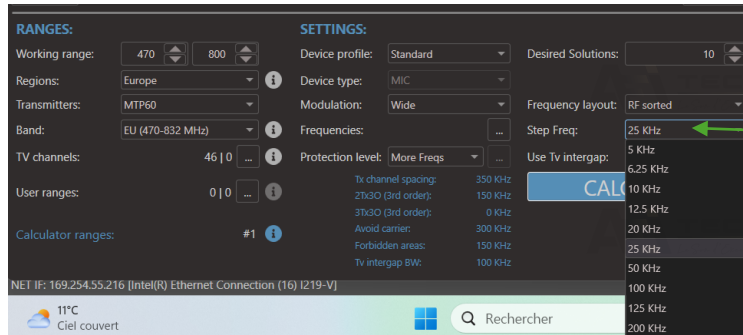 RANGES:
SETTINGS:
Working range: 470 800 Device profile: Standard Desired Solutions: 10
Regions: Europe Device type: MIC
Transmitters: MTP60 Modulation: Wide Frequency layout: RF sorted
Band: EU (470-832 MHz) Frequencies: ... Step Freq: 25 KHz
5 KHz
TV channels: 46 | 0 ... Protection level: More Freqs ... Use Tv intergap:
6.25 KHz
Tx channel spacing: 350 KHz
User ranges: 0 | 0 ... 2Tx3O (3rd order): 150 KHz CALC 10 KHz
12.5 KHz
3Tx3O (3rd order): 0 KHz
20 KHz
Calculator ranges: #1 Avoid carrier: 300 KHz
Forbidden areas: 150 KHz 25 KHz
Tv intergap BW: 100 KHz 50 KHz
NET IF: 169.254.55.216 [Intel(R) Ethernet Connection (16) I219-V]
100 KHz
125 KHz
200 KHz
11°C
Ciel couvert
Rechercher